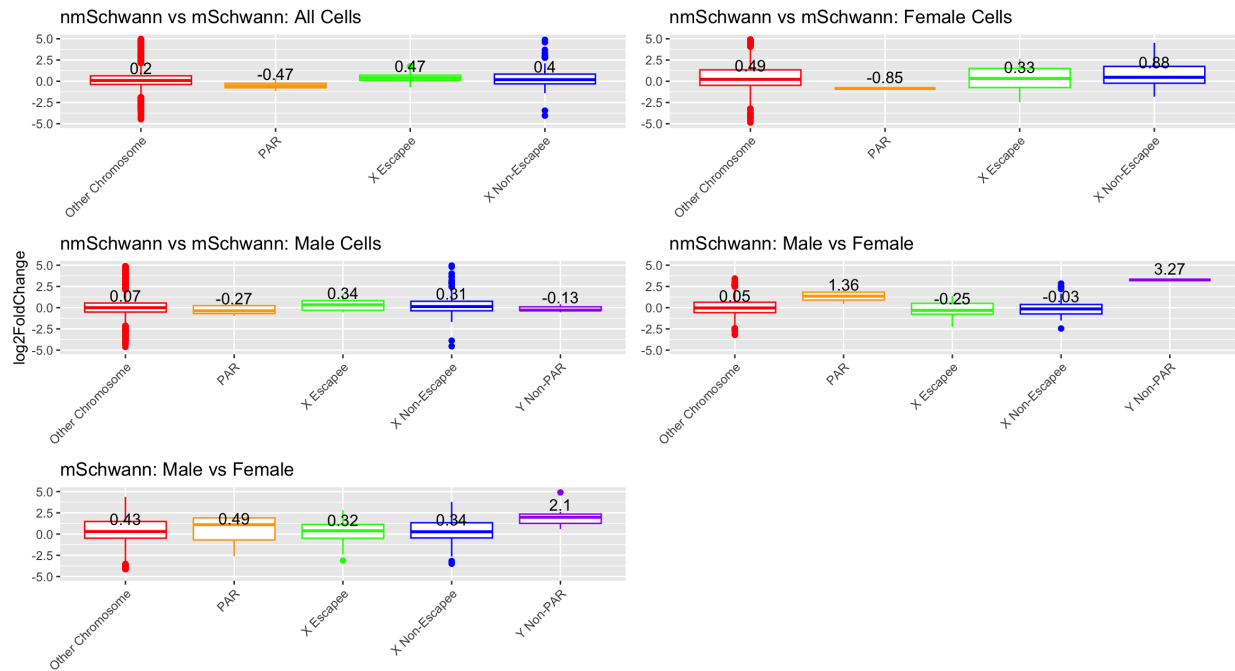 nmSchwann vs mSchwann: All Cells
5.0
2.5
0.0
-2.5
-5.0
0.2
-0.47
0.47
0.4
Other Chromosome
PAR
X Escapee
X Non-Escapee
nmSchwann vs mSchwann: Female Cells
5.0
2.5
0.0
-2.5
-5.0
0.49
-0.85
0.33
0.88
Other Chromosome
PAR
X Escapee
X Non-Escapee
log2FoldChange
nmSchwann vs mSchwann: Male Cells
5.0
2.5
0.0
-2.5
-5.0
0.07
-0.27
0.34
0.31
-0.13
Other Chromosome
PAR
X Escapee
X Non-Escapee
Y Non-PAR
nmSchwann: Male vs Female
5.0
2.5
0.0
-2.5
-5.0
0.05
1.36
-0.25
-0.03
3.27
Other Chromosome
PAR
X Escapee
X Non-Escapee
Y Non-PAR
mSchwann: Male vs Female
5.0
2.5
0.0
-2.5
-5.0
0.43
0.49
0.32
0.34
2.1
Other Chromosome
PAR
X Escapee
X Non-Escapee
Y Non-PAR